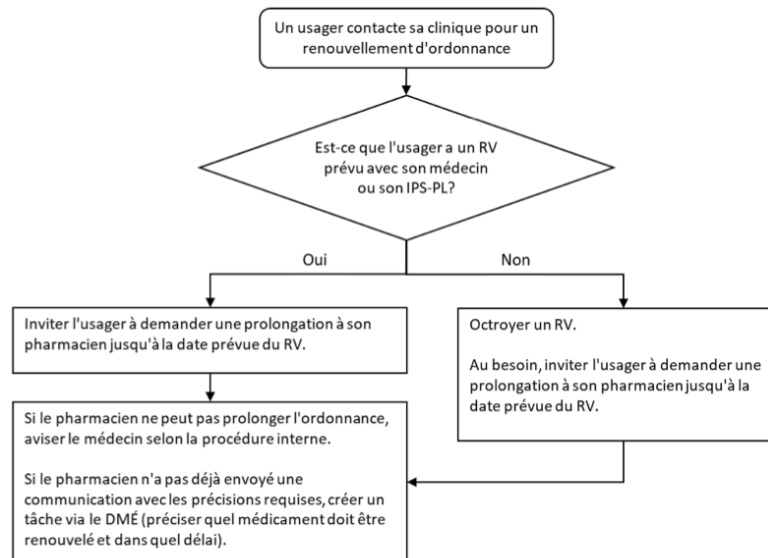 Un usager contacte sa clinique pour un
renouvellement d'ordonnance
Est-ce que l'usager a un RV
prévu avec son médecin
ou son IPS-PL?
Oui
Non
Inviter l'usager à demander une prolongation à son
pharmacien jusqu'à la date prévue du RV.
Octroyer un RV.
Au besoin, inviter l'usager à demander une
prolongation à son pharmacien jusqu'à la
date prévue du RV.
Si le pharmacien ne peut pas prolonger l'ordonnance,
aviser le médecin selon la procédure interne.
Si le pharmacien n'a pas déjà envoyé une
communication avec les précisions requises, créer un
tâche via le DMÉ (préciser quel médicament doit être
renouvelé et dans quel délai).